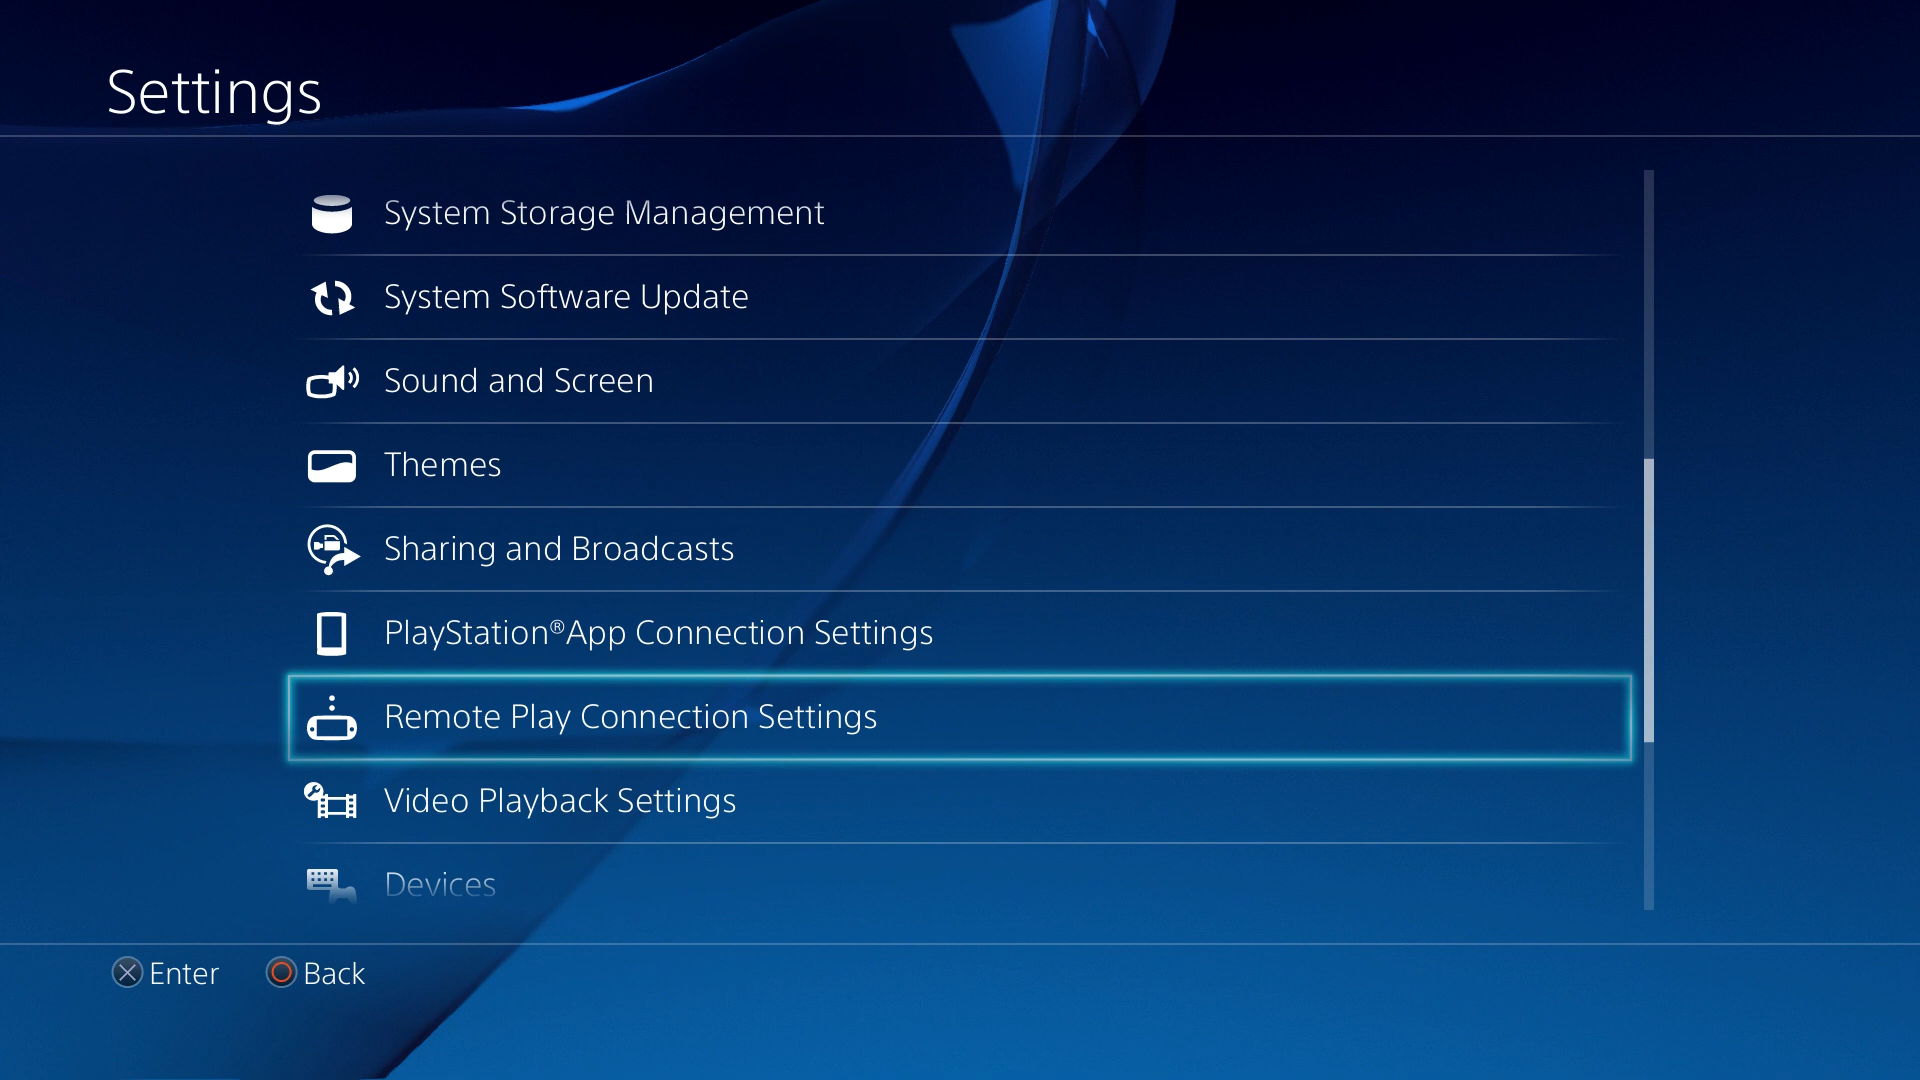 Settings
System Storage Management
System Software Update
Sound and Screen
Themes
Sharing and Broadcasts
PlayStation®App Connection Settings
Remote Play Connection Settings
Video Playback Settings
Devices
Enter Back